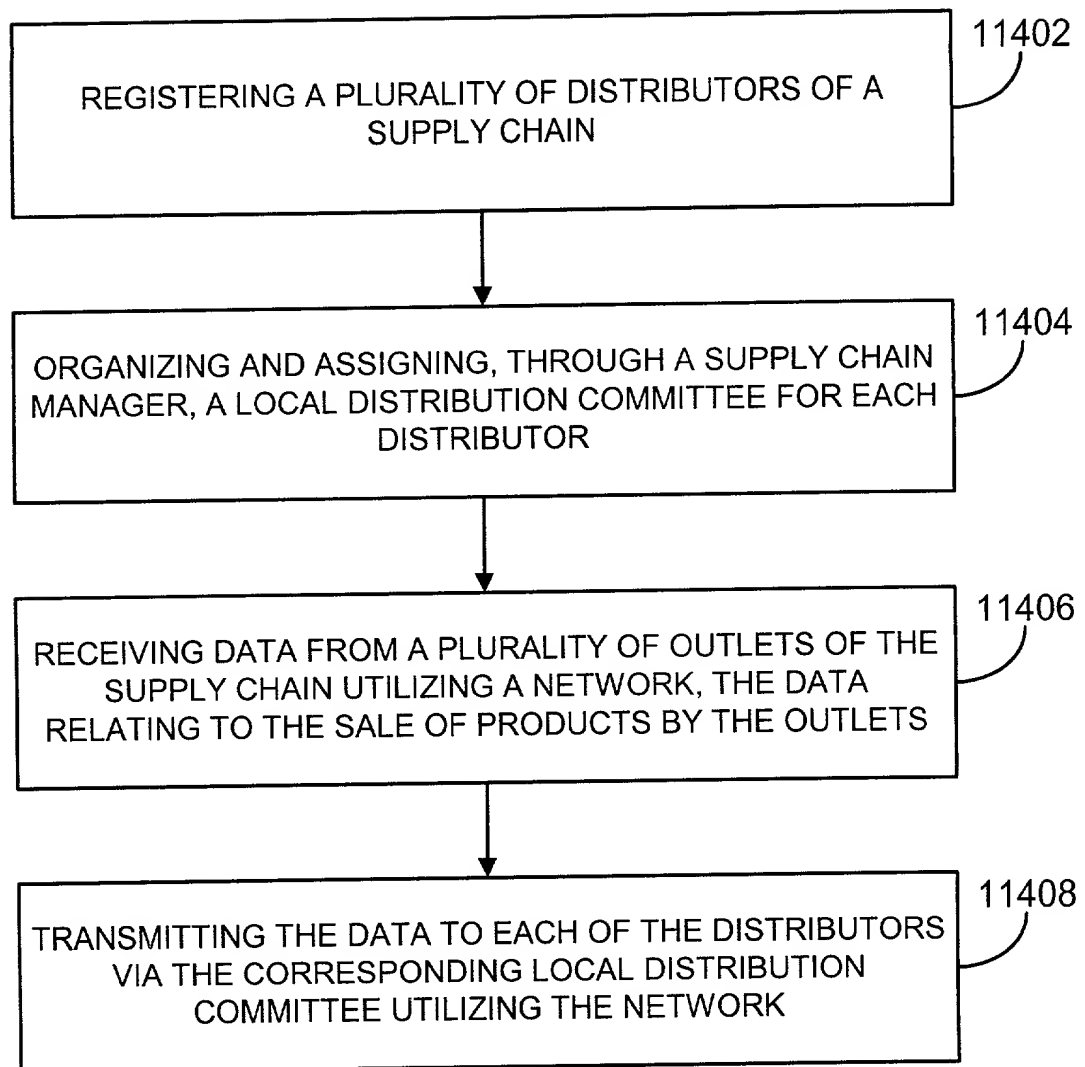 11402
REGISTERING A PLURALITY OF DISTRIBUTORS OF A
SUPPLY CHAIN
11404
ORGANIZING AND ASSIGNING, THROUGH A SUPPLY CHAIN
MANAGER, A LOCAL DISTRIBUTION COMMITTEE FOR EACH
DISTRIBUTOR
11406
RECEIVING DATA FROM A PLURALITY OF OUTLETS OF THE
SUPPLY CHAIN UTILIZING A NETWORK, THE DATA
RELATING TO THE SALE OF PRODUCTS BY THE OUTLETS
11408
TRANSMITTING THE DATA TO EACH OF THE DISTRIBUTORS
VIA THE CORRESPONDING LOCAL DISTRIBUTION
COMMITTEE UTILIZING THE NETWORK